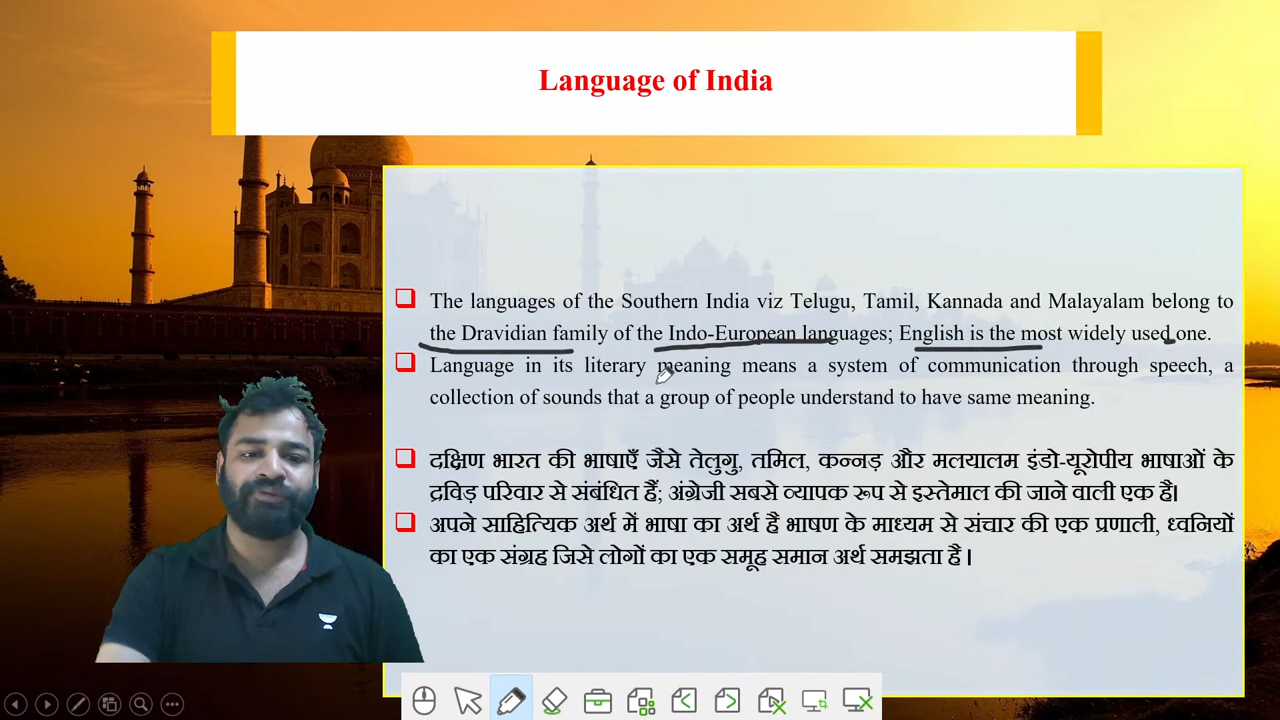 Language of India
The languages of the Southern India viz Telugu, Tamil, Kannada and Malayalam belong to
the Dravidian family of the Indo-European languages; English is the most widely used one.
Language in its literary meaning means a system of communication through speech, a
collection of sounds that a group of people understand to have same meaning.
दक्षिण भारत की भाषाएँ जैसे तेलुगु, तमिल, कन्नड़ और मलयालम इंडो-यूरोपीय भाषाओं के
द्रविड़ परिवार से संबंधित हैं; अंग्रेजी सबसे व्यापक रूप से इस्तेमाल की जाने वाली एक है।
अपने साहित्यिक अर्थ में भाषा का अर्थ है भाषण के माध्यम से संचार की एक प्रणाली, ध्वनियों
का एक संग्रह जिसे लोगों का एक समूह समान अर्थ समझता है ।